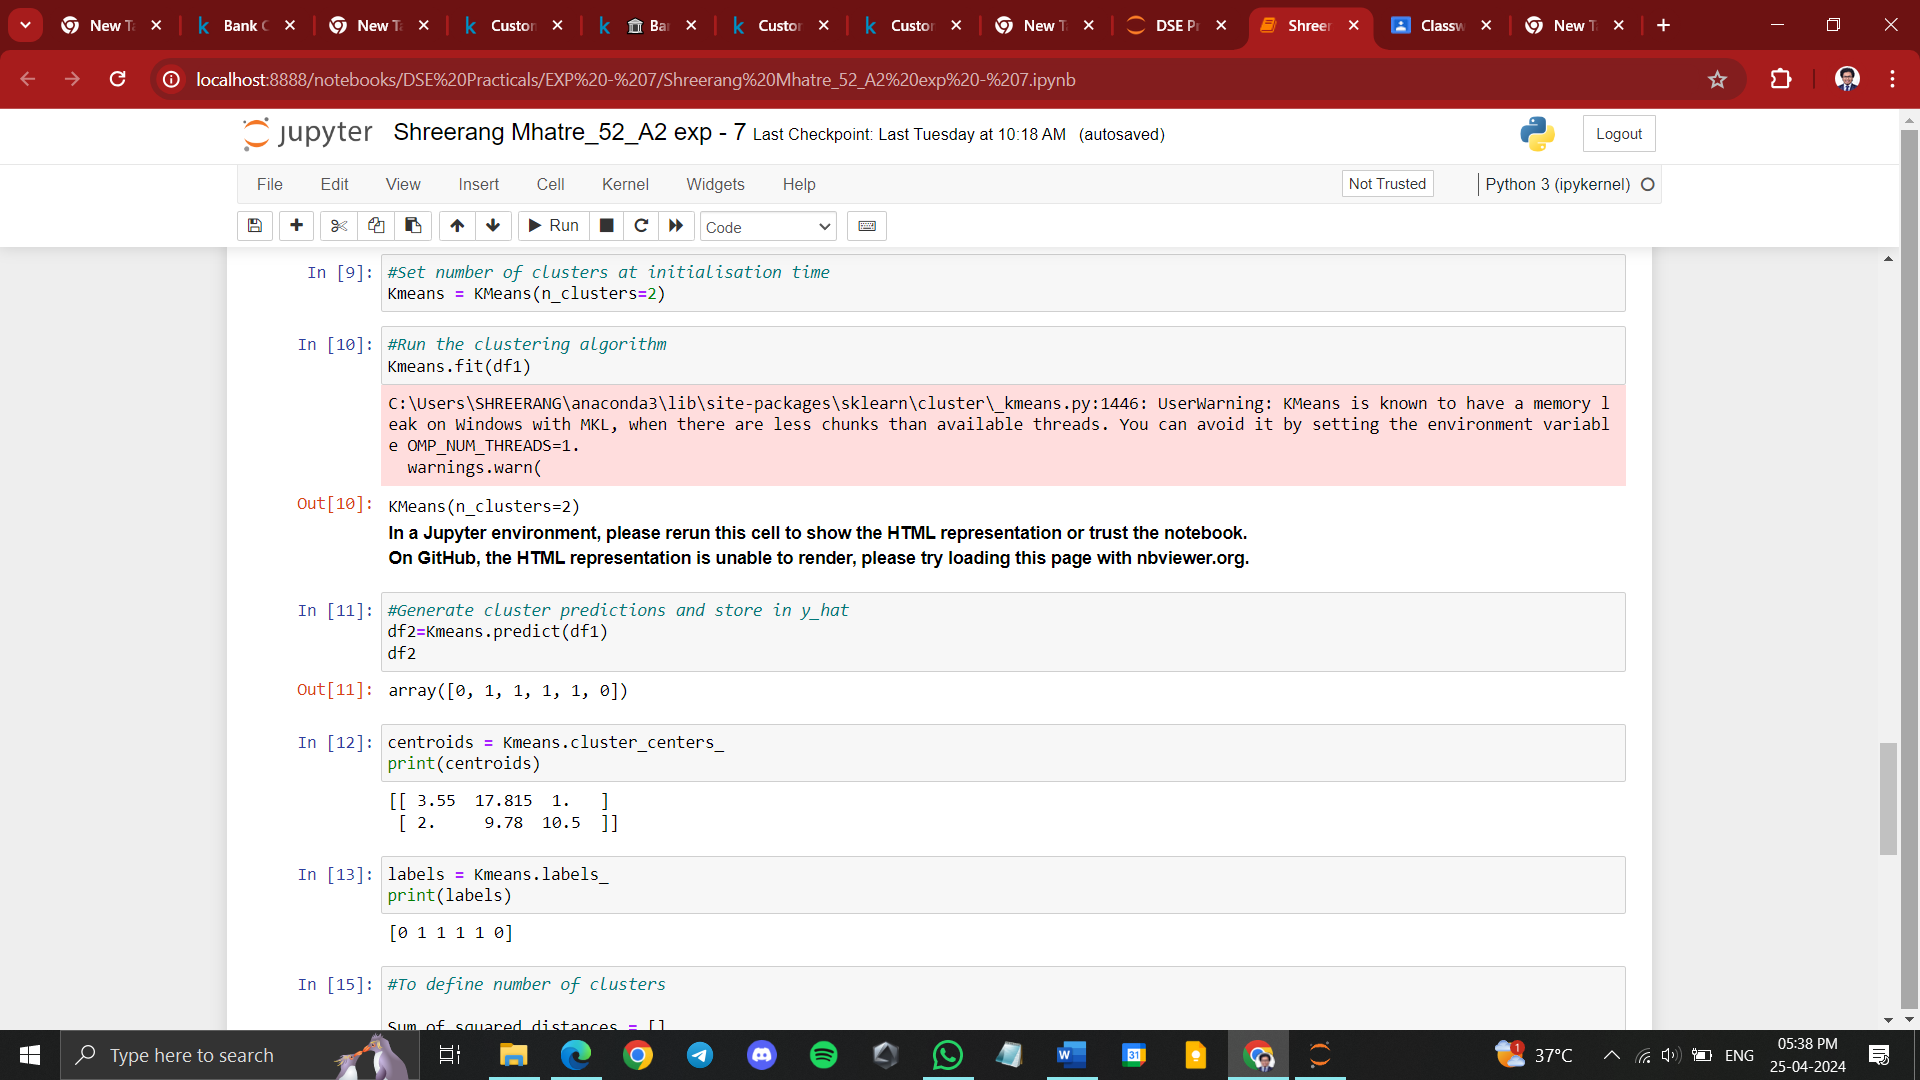 New Ta
Bank C
New Ta
Custon
Ba
Custor
Custor
New Ti
DSE Pr
Shreer
Classw
New Ti
localhost:8888/notebooks/DSE%20Practicals/EXP%20-%207/Shreerang%20Mhatre_52_A2%20exp%20-%207.ipynb
jupyter Shreerang Mhatre_52_A2 exp - 7 Last Checkpoint: Last Tuesday at 10:18 AM (autosaved)
Logout
File Edit View Insert Cell Kernel Widgets Help
Not Trusted
Python 3 (ipykernel)
Run
Code
In [9]: #Set number of clusters at initialisation time
Kmeans = KMeans(n_clusters=2)
In [10]: #Run the clustering algorithm
Kmeans.fit(df1)
C:\Users\SHREERANG\anaconda3\lib\site-packages\sklearn\cluster\_kmeans.py:1446: UserWarning: KMeans is known to have a memory l
eak on Windows with MKL, when there are less chunks than available threads. You can avoid it by setting the environment variabl
e OMP_NUM_THREADS=1.
warnings.warn(
Out[10]: KMeans(n_clusters=2)
In a Jupyter environment, please rerun this cell to show the HTML representation or trust the notebook.
On GitHub, the HTML representation is unable to render, please try loading this page with nbviewer.org.
In [11]: #Generate cluster predictions and store in y_hat
df2=Kmeans.predict(df1)
df2
Out[11]: array([0, 1, 1, 1, 1, 0])
In [12]: centroids = Kmeans.cluster_centers_
print(centroids)
[[ 3.55 17.815 1. ]
[ 2. 9.78 10.5 ]]
In [13]: labels = Kmeans.labels_
print(labels)
[0 1 1 1 1 0]
In [15]: #To define number of clusters
Sum_of_squared_distances = []
Type here to search
31
1
37°C
ENG
05:38 PM
25-04-2024